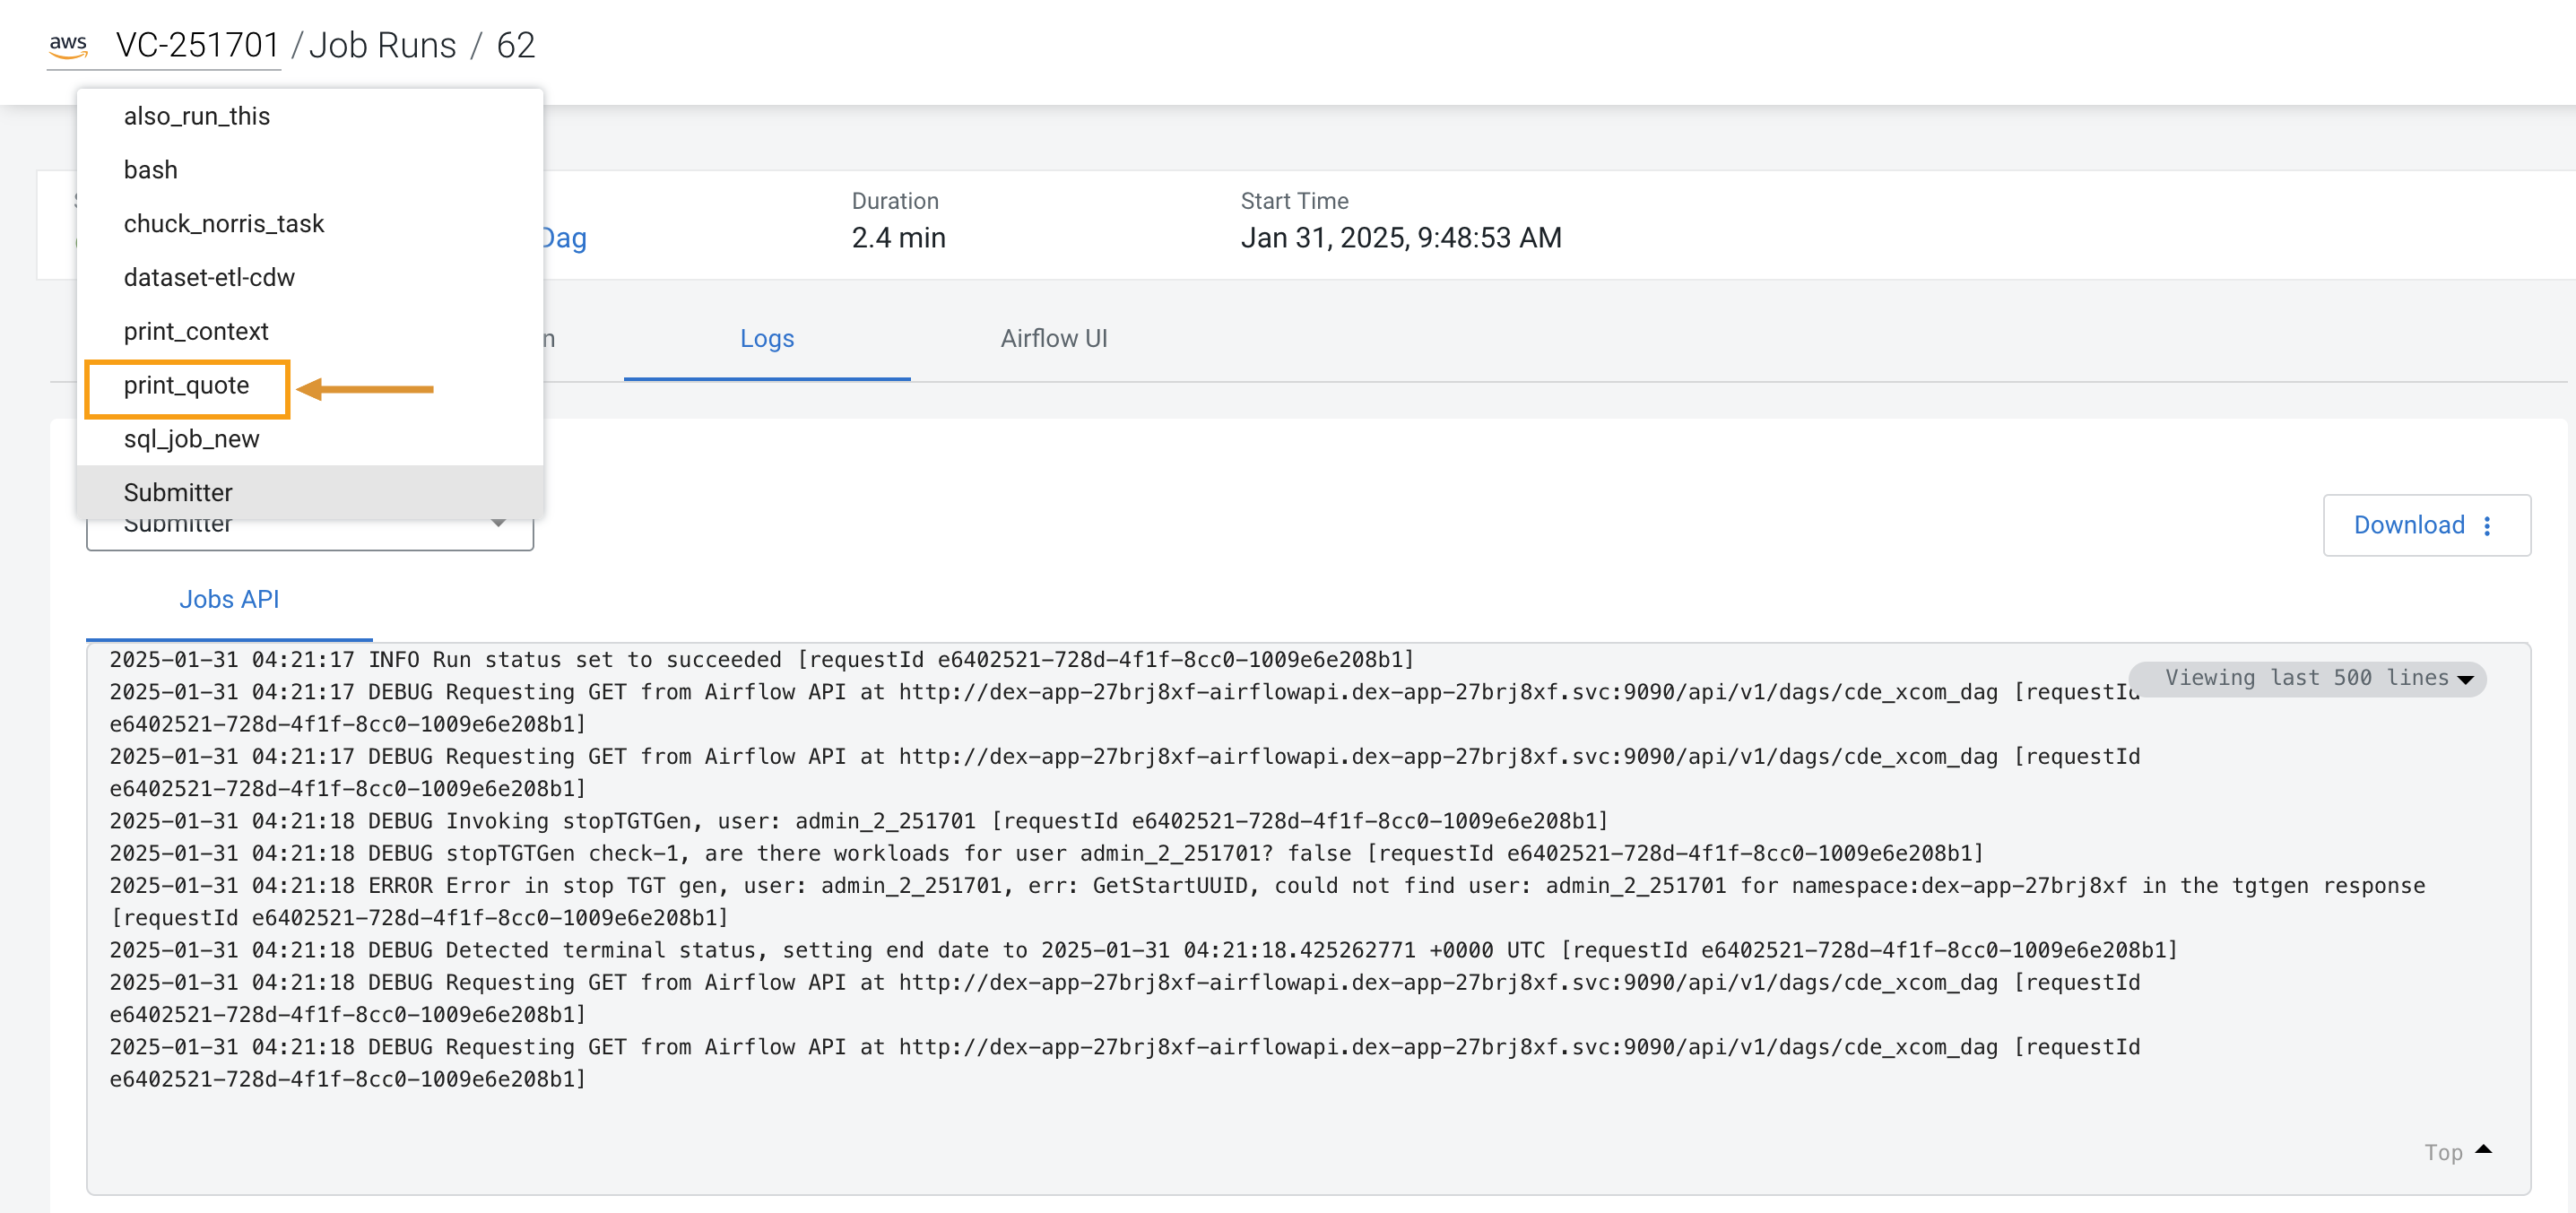 aws VC-251701 / Job Runs / 62
also_run_this
bash
chuck_norris_task
dataset-etl-cdw
print_context
print_quote
sql_job_new
Submitter
Submitter
Dag
Duration
2.4 min
Start Time
Jan 31, 2025, 9:48:53 AM
n
Logs
Airflow UI
Download
Jobs API
Viewing last 500 lines
2025-01-31 04:21:17 INFO Run status set to succeeded [requestId e6402521-728d-4f1f-8cc0-1009e6e208b1]
2025-01-31 04:21:17 DEBUG Requesting GET from Airflow API at http://dex-app-27brj8xf-airflowapi.dex-app-27brj8xf.svc:9090/api/v1/dags/cde_xcom_dag [requestId
e6402521-728d-4f1f-8cc0-1009e6e208b1]
2025-01-31 04:21:17 DEBUG Requesting GET from Airflow API at http://dex-app-27brj8xf-airflowapi.dex-app-27brj8xf.svc:9090/api/v1/dags/cde_xcom_dag [requestId
e6402521-728d-4f1f-8cc0-1009e6e208b1]
2025-01-31 04:21:18 DEBUG Invoking stopTGTGen, user: admin_2_251701 [requestId e6402521-728d-4f1f-8cc0-1009e6e208b1]
2025-01-31 04:21:18 DEBUG stopTGTGen check-1, are there workloads for user admin_2_251701? false [requestId e6402521-728d-4f1f-8cc0-1009e6e208b1]
2025-01-31 04:21:18 ERROR Error in stop TGT gen, user: admin_2_251701, err: GetStartUUID, could not find user: admin_2_251701 for namespace:dex-app-27brj8xf in the tgtgen response
[requestId e6402521-728d-4f1f-8cc0-1009e6e208b1]
2025-01-31 04:21:18 DEBUG Detected terminal status, setting end date to 2025-01-31 04:21:18.425262771 +0000 UTC [requestId e6402521-728d-4f1f-8cc0-1009e6e208b1]
2025-01-31 04:21:18 DEBUG Requesting GET from Airflow API at http://dex-app-27brj8xf-airflowapi.dex-app-27brj8xf.svc:9090/api/v1/dags/cde_xcom_dag [requestId
e6402521-728d-4f1f-8cc0-1009e6e208b1]
2025-01-31 04:21:18 DEBUG Requesting GET from Airflow API at http://dex-app-27brj8xf-airflowapi.dex-app-27brj8xf.svc:9090/api/v1/dags/cde_xcom_dag [requestId
e6402521-728d-4f1f-8cc0-1009e6e208b1]
Top